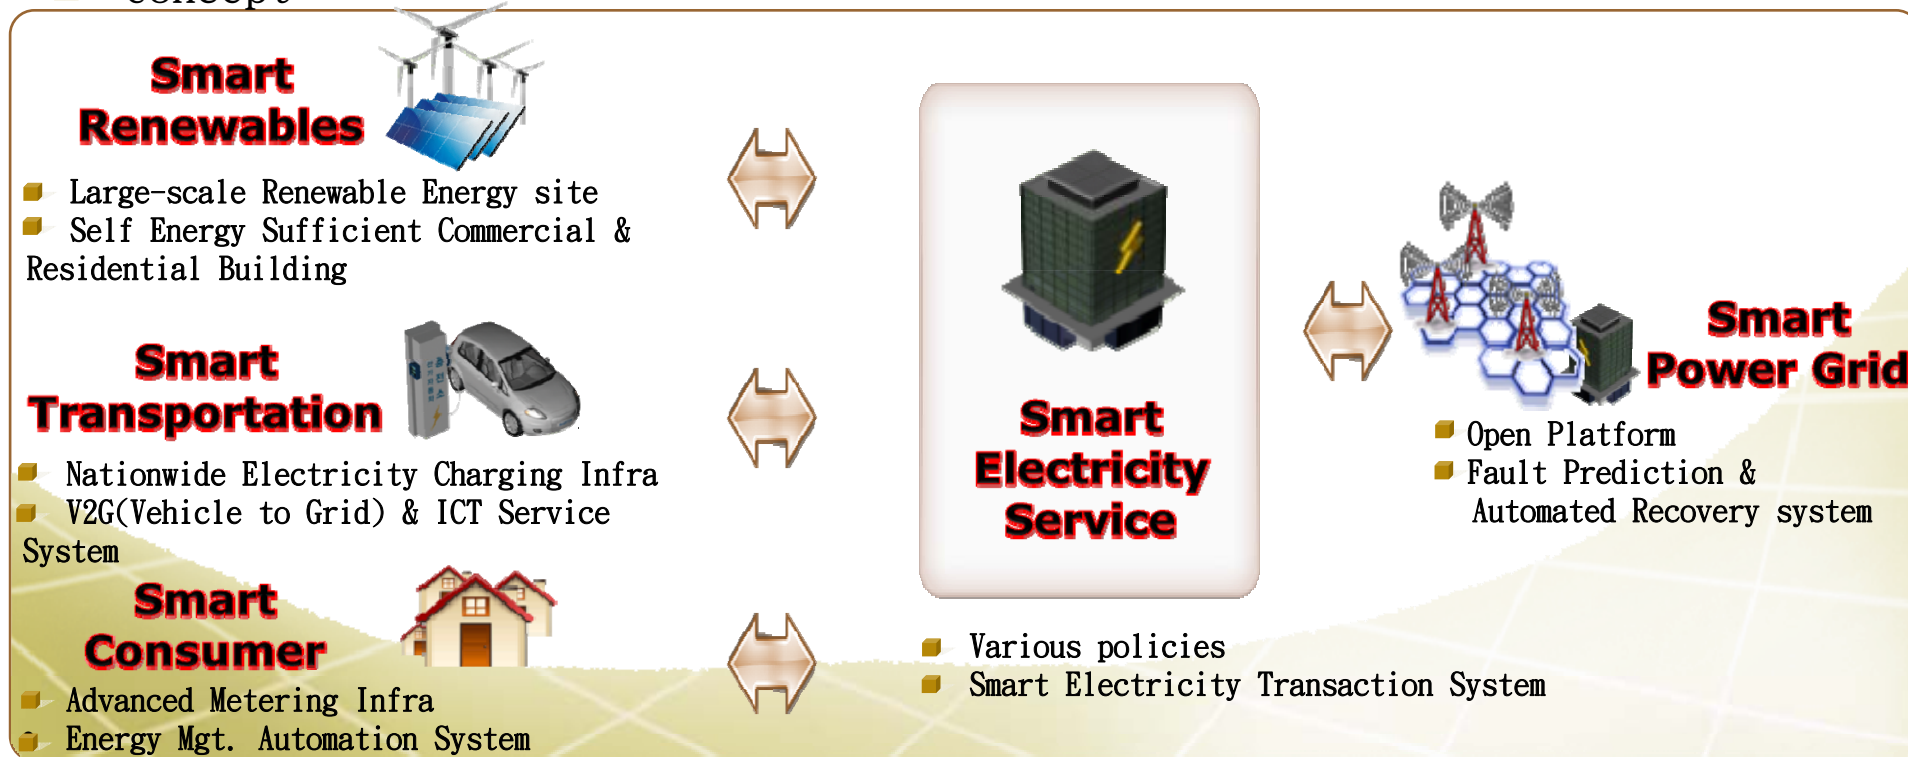 concept
Smart
Renewables
Large-scale Renewable Energy site
Self Energy Sufficient Commercial &
Residential Building
Smart
Transportation
Nationwide Electricity Charging Infra
V2G(Vehicle to Grid) & ICT Service
System
Smart
Consumer
Advanced Metering Infra
Energy Mgt. Automation System
Smart
Electricity
Service
Various policies
Smart Electricity Transaction System
Smart
Power Grid
Open Platform
Fault Prediction &
Automated Recovery system